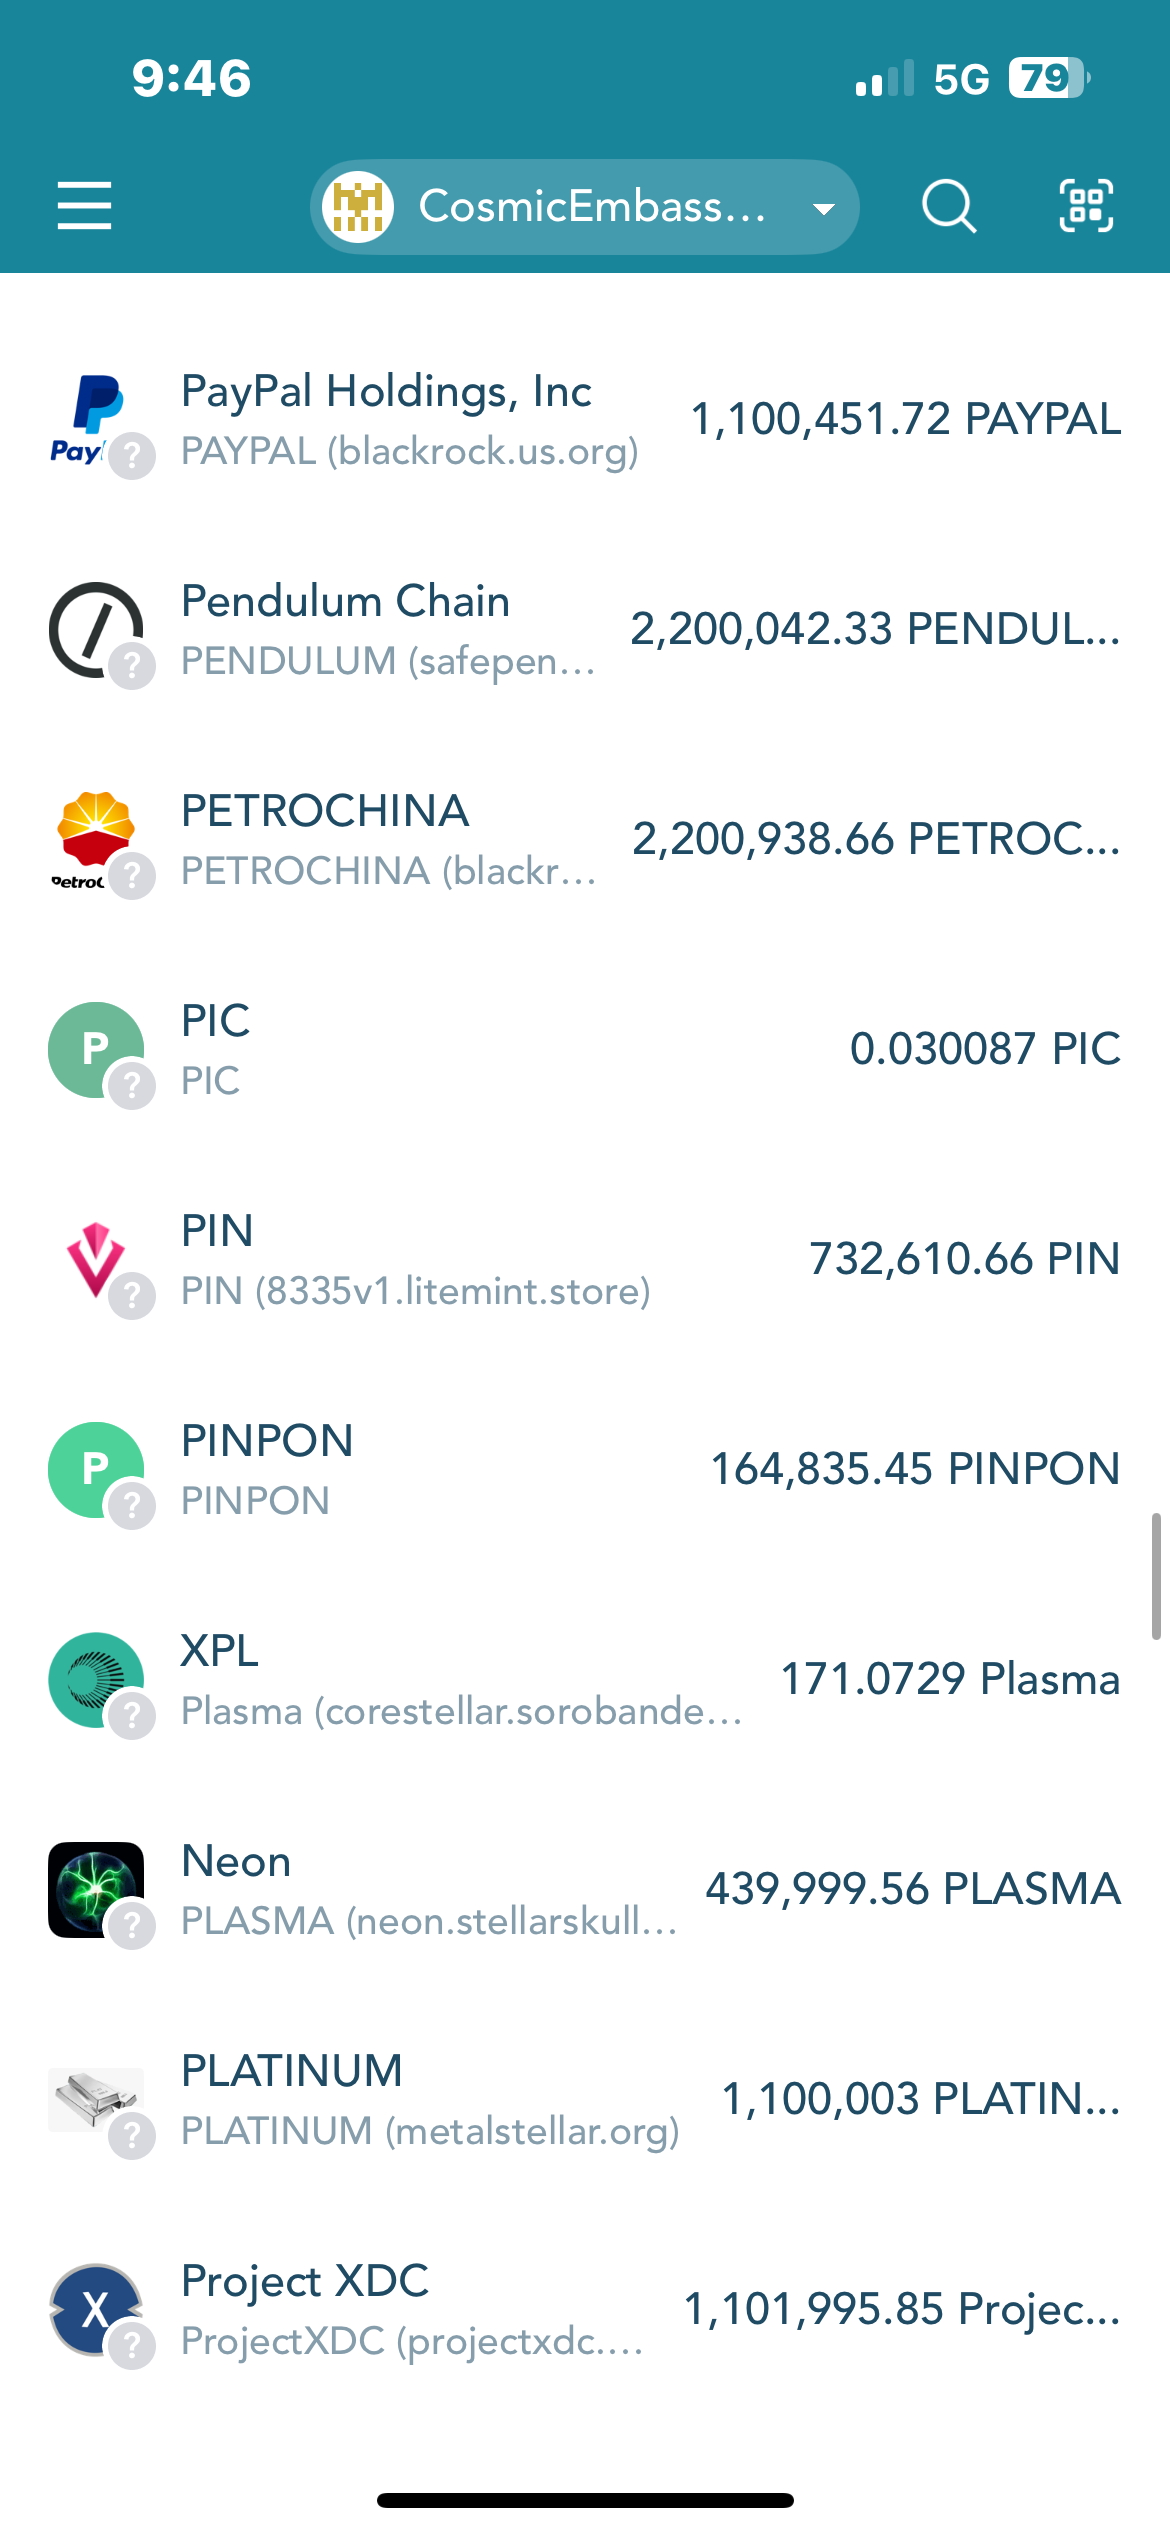 9:46
5G
79
CosmicEmbass...
PayPal Holdings, Inc
PAYPAL (blackrock.us.org)
1,100,451.72 PAYPAL
Pay
?
Pendulum Chain
PENDULUM (safepen...
2,200,042.33 PENDUL...
?
PETROCHINA
PETROCHINA (blackr...
2,200,938.66 PETROC...
PetroC
?
P
PIC
PIC
0.030087 PIC
?
PIN
PIN (8335v1.litemint.store)
732,610.66 PIN
?
P
PINPON
PINPON
164,835.45 PINPON
?
XPL
Plasma (corestellar.sorobande...
171.0729 Plasma
?
Neon
PLASMA (neon.stellarskull...
439,999.56 PLASMA
?
PLATINUM
PLATINUM (metalstellar.org)
1,100,003 PLATIN...
?
X
Project XDC
ProjectXDC (projectxdc....
1,101,995.85 Projec...
?